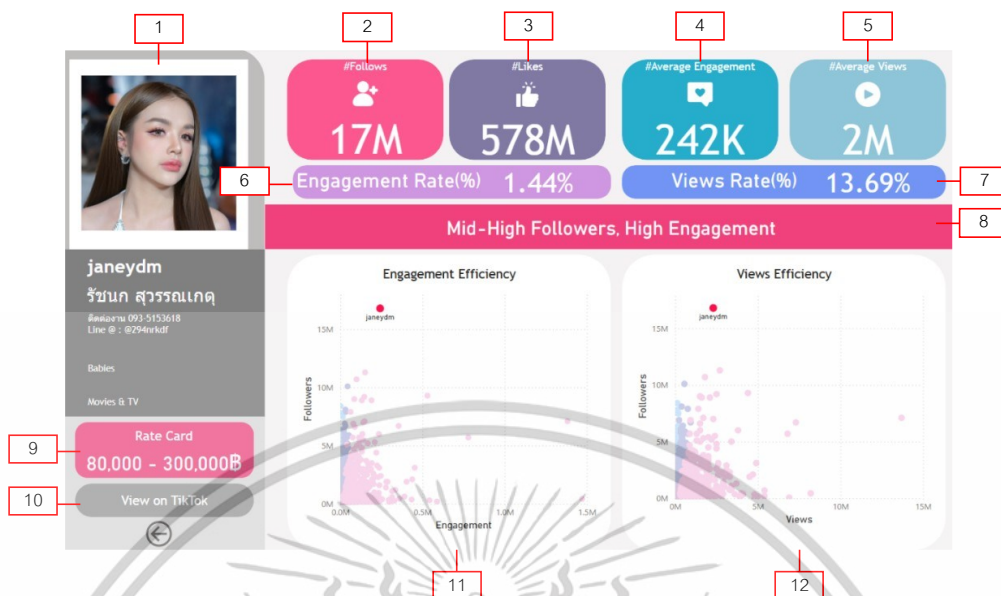 1
2
3
4
5
#Follows
#Likes
#Average Engagement
#Average Views
17M
578M
242K
2M
6
Engagement Rate(%) 1.44%
Views Rate(%) 13.69%
7
Mid-High Followers, High Engagement
8
janeydm
รัชนก สุวรรณเกตุ
ติดต่องาน 093-5153618
Line @ : @294nrkdf
Babies
Movies & TV
9
Rate Card
80,000 - 300,000฿
10
View on TikTok
Engagement Efficiency
janeydm
15M
10M
5M
0M
Followers
0.0M
0.5M
1.0M
1.5M
Engagement
11
Views Efficiency
janeydm
15M
10M
5M
0M
Followers
0M
5M
10M
15M
Views
12